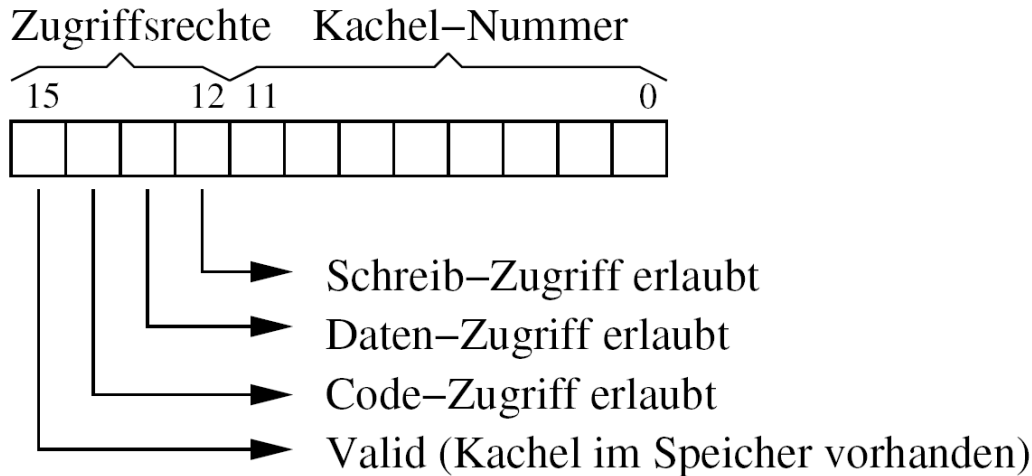 Zugriffsrechte Kachel–Nummer
15 12 11 0
Schreib–Zugriff erlaubt
Daten–Zugriff erlaubt
Code–Zugriff erlaubt
Valid (Kachel im Speicher vorhanden)